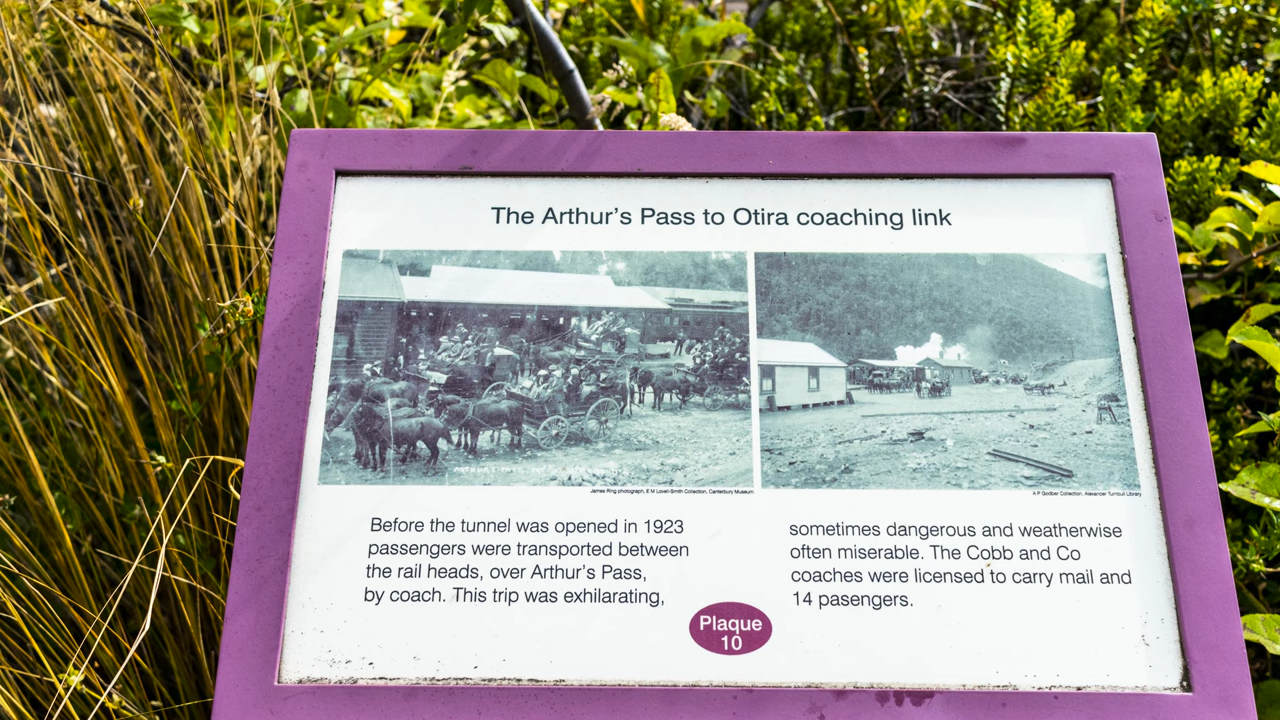 The Arthur's Pass to Otira coaching link
James Ring photograph, E M Lovell-Smith Collection, Canterbury Museum
A P Godber Collection, Alexander Turnbull Library
Before the tunnel was opened in 1923
passengers were transported between
the rail heads, over Arthur's Pass,
by coach. This trip was exhilarating,
sometimes dangerous and weatherwise
often miserable. The Cobb and Co
coaches were licensed to carry mail and
14 pasengers.
Plaque
10